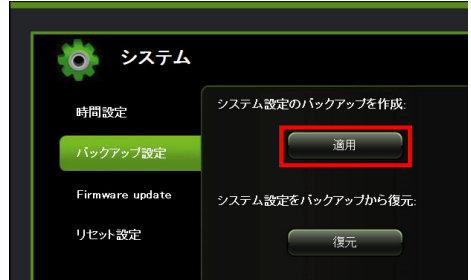 システム
時間設定
バックアップ設定
Firmware update
リセット設定
システム設定のバックアップを作成:
適用
システム設定をバックアップから復元:
復元